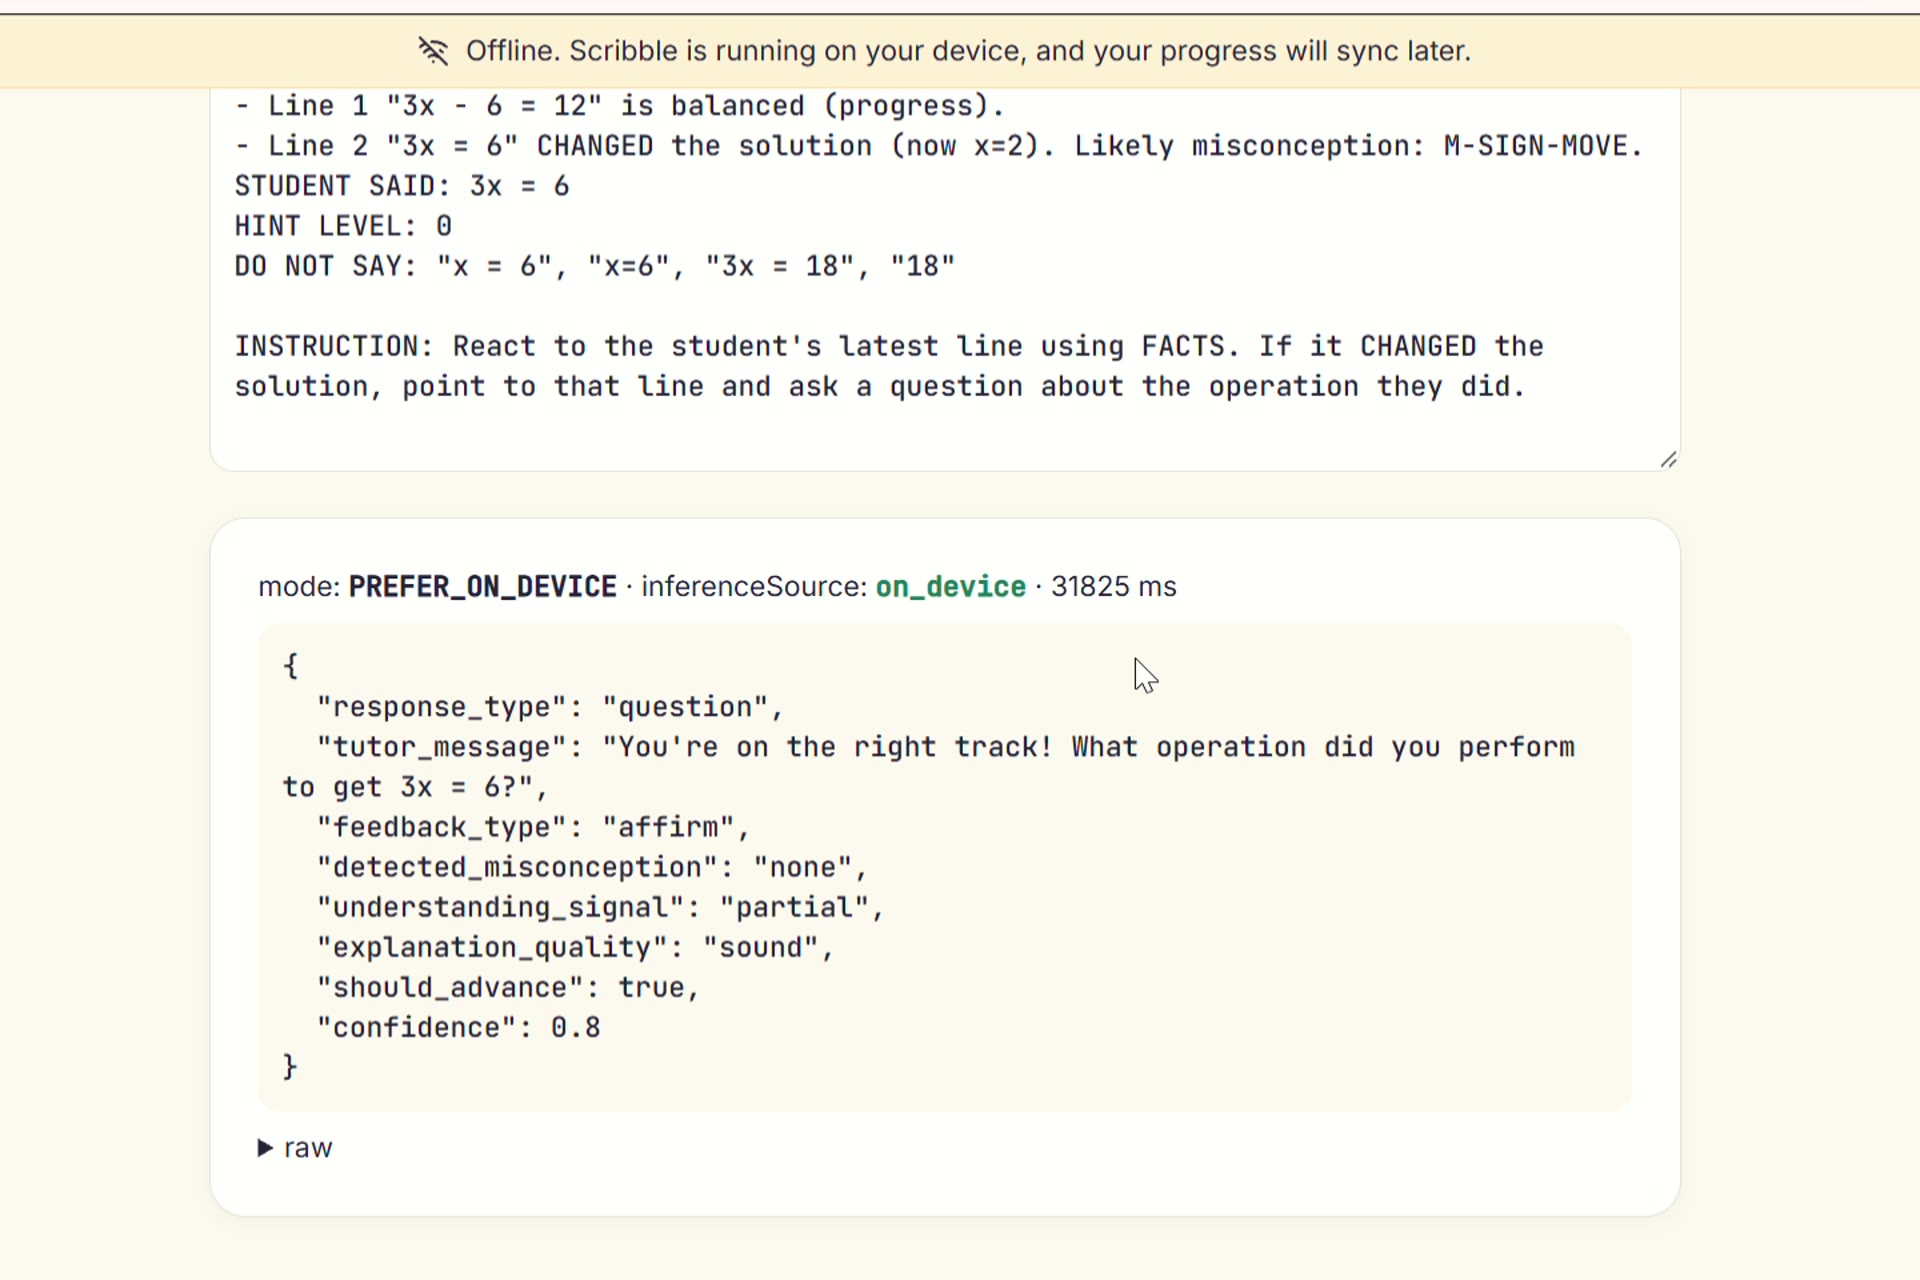 Offline. Scribble is running on your device, and your progress will sync later.
- Line 1 "3x - 6 = 12" is balanced (progress).
- Line 2 "3x = 6" CHANGED the solution (now x=2). Likely misconception: M-SIGN-MOVE.
STUDENT SAID: 3x = 6
HINT LEVEL: 0
DO NOT SAY: "x = 6", "x=6", "3x = 18", "18"
INSTRUCTION: React to the student's latest line using FACTS. If it CHANGED the
solution, point to that line and ask a question about the operation they did.
mode: PREFER_ON_DEVICE · inferenceSource: on_device · 31825 ms
{
"response_type": "question",
"tutor_message": "You're on the right track! What operation did you perform
to get 3x = 6?",
"feedback_type": "affirm",
"detected_misconception": "none",
"understanding_signal": "partial",
"explanation_quality": "sound",
"should_advance": true,
"confidence": 0.8
}
▶ raw